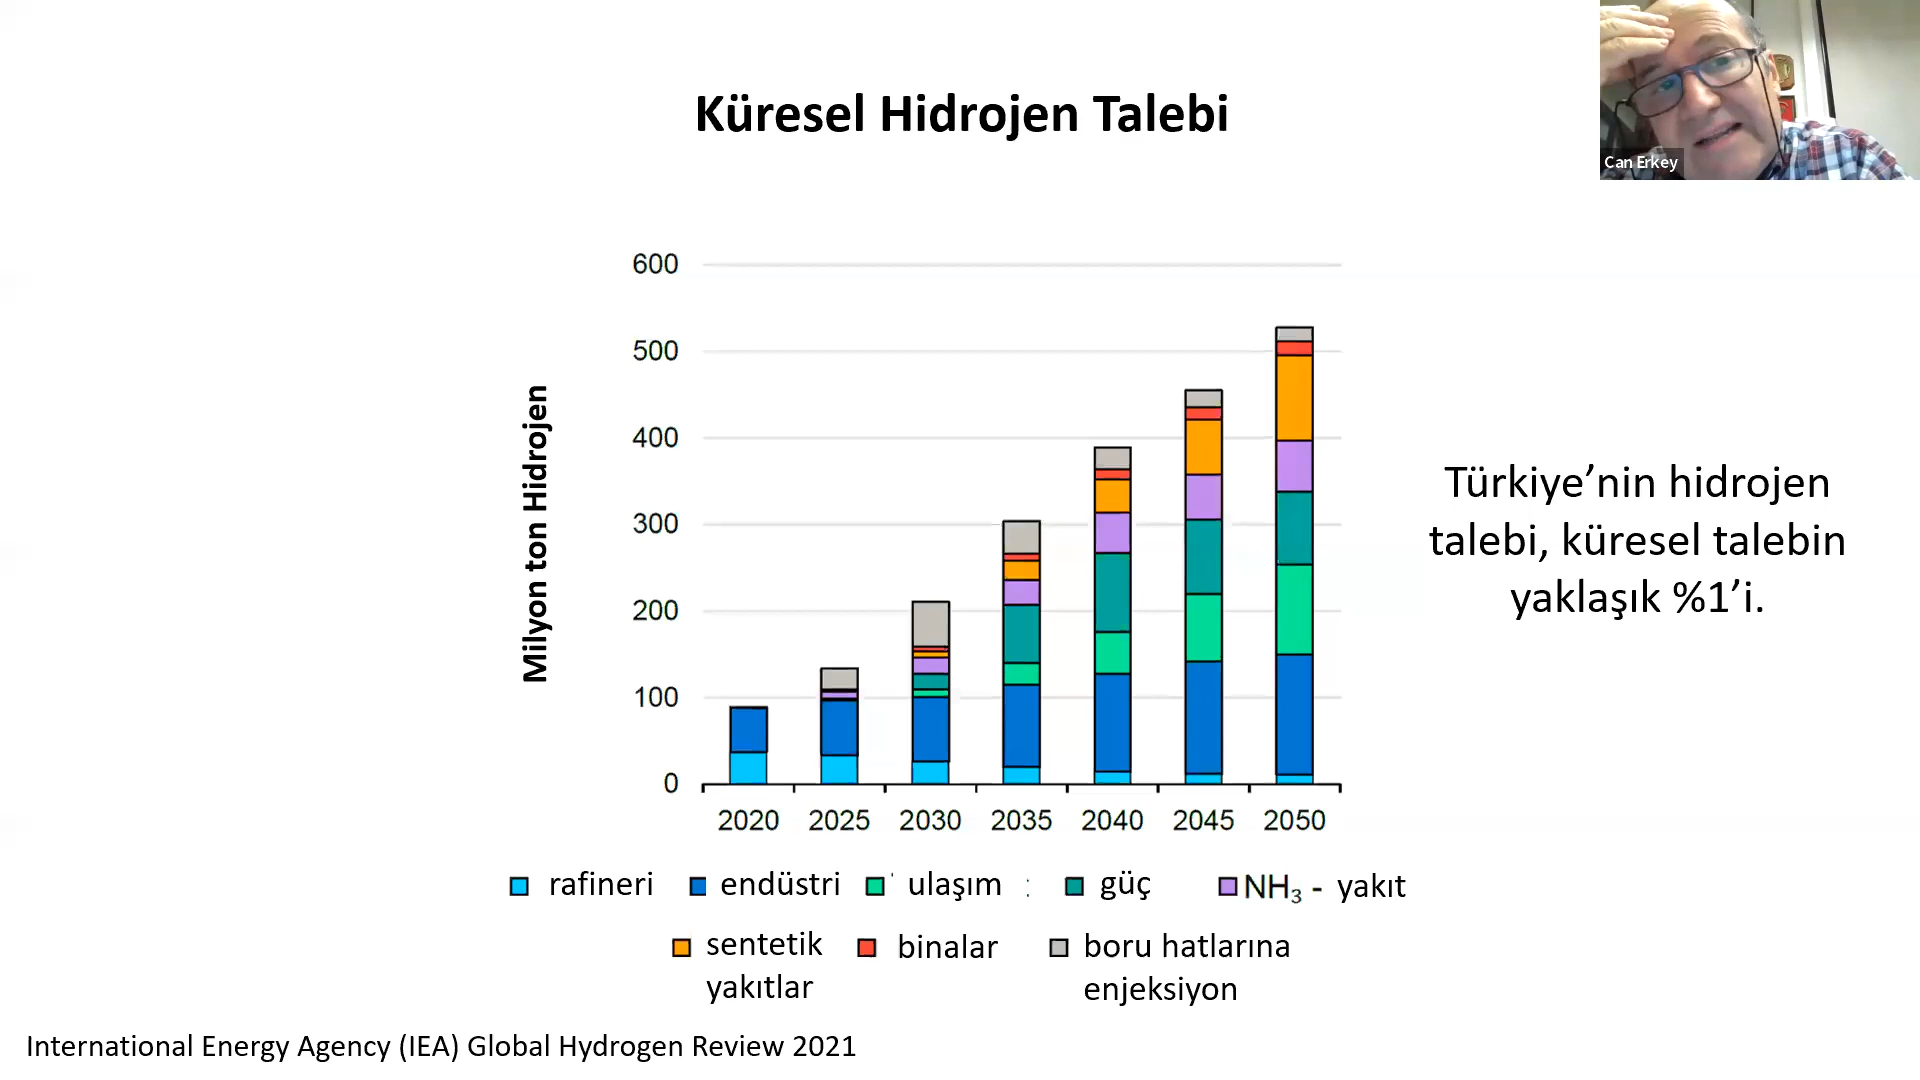 Küresel Hidrojen Talebi
Can Erkey
600
500
400
300
200
100
0
Milyon ton Hidrojen
2020 2025 2030 2035 2040 2045 2050
Türkiye’nin hidrojen
talebi, küresel talebin
yaklaşık %1’i.
rafineri endüstri ulaşım güç NH₃ - yakıt
sentetik binalar boru hatlarına
yakıtlar enjeksiyon
International Energy Agency (IEA) Global Hydrogen Review 2021